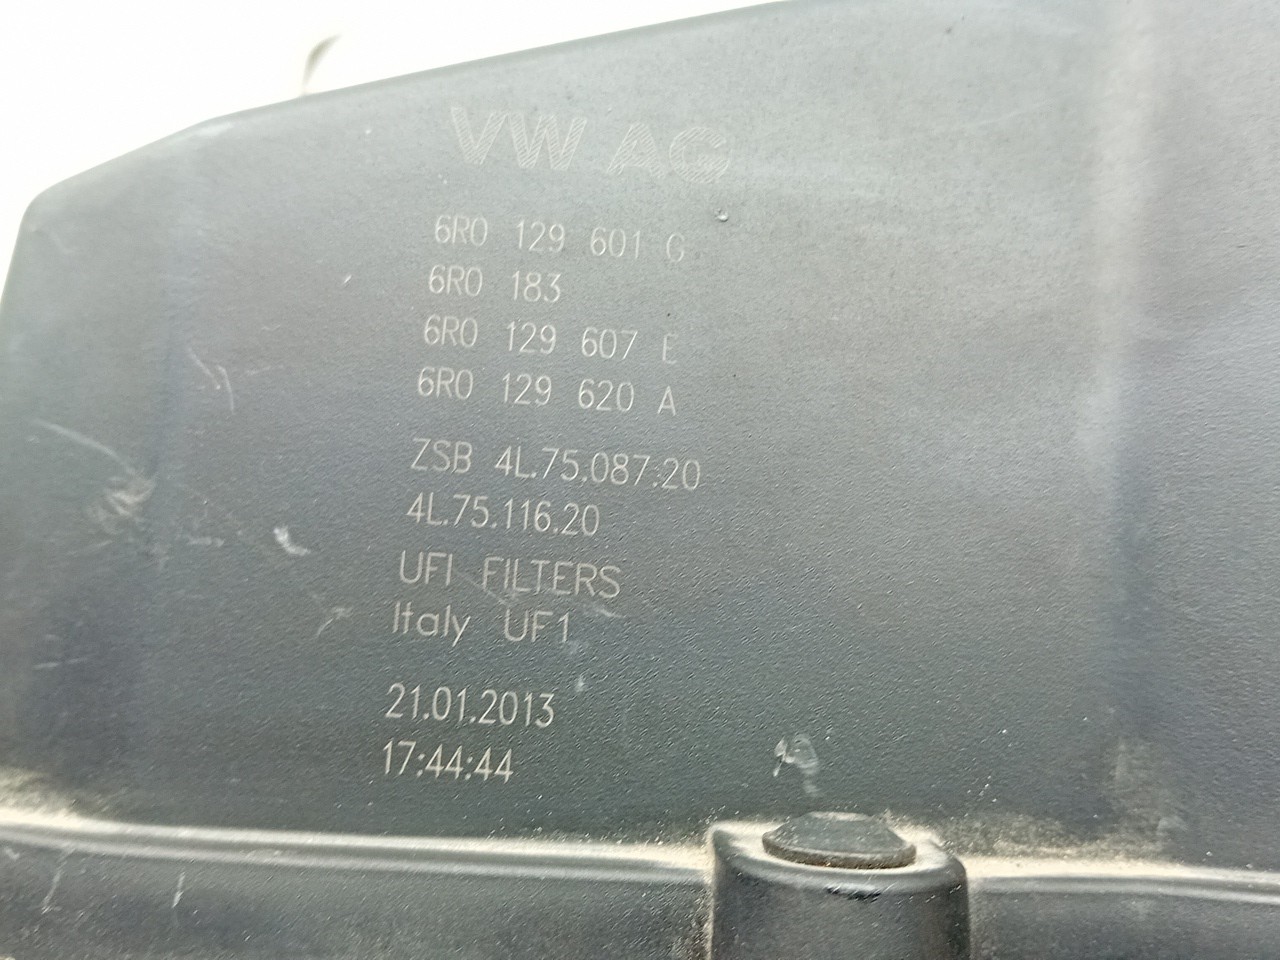 VW AG
6R0 129 601 G
6R0 183
6R0 129 607 E
6R0 129 620 A
ZSB 4L.75.087:20
4L.75.116.20
UFI FILTERS
Italy UF1
21.01.2013
17:44:44